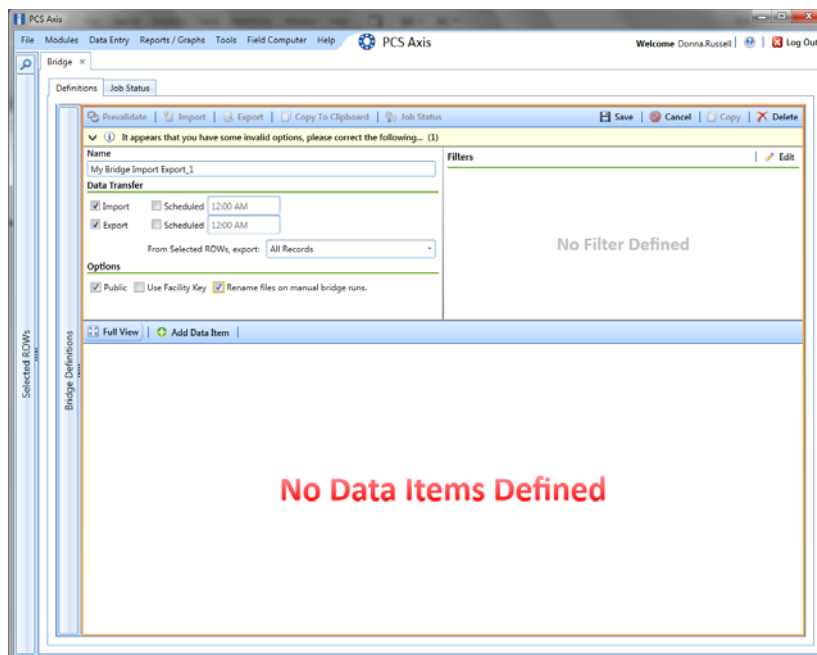 PCS Axis
File Modules Data Entry Reports / Graphs Tools Field Computer Help PCS Axis Welcome Donna.Russell Log Out
Bridge ×
Definitions Job Status
Prevalidate Import Export Copy To Clipboard Job Status Save Cancel Copy Delete
It appears that you have some invalid options, please correct the following... (1)
Name
My Bridge Import Export_1
Filters Edit
Data Transfer
Import Scheduled 12:00 AM
Export Scheduled 12:00 AM
From Selected ROWs, export: All Records
No Filter Defined
Options
Public Use Facility Key Rename files on manual bridge runs.
Full View Add Data Item
Selected ROWs
Bridge Definitions
No Data Items Defined